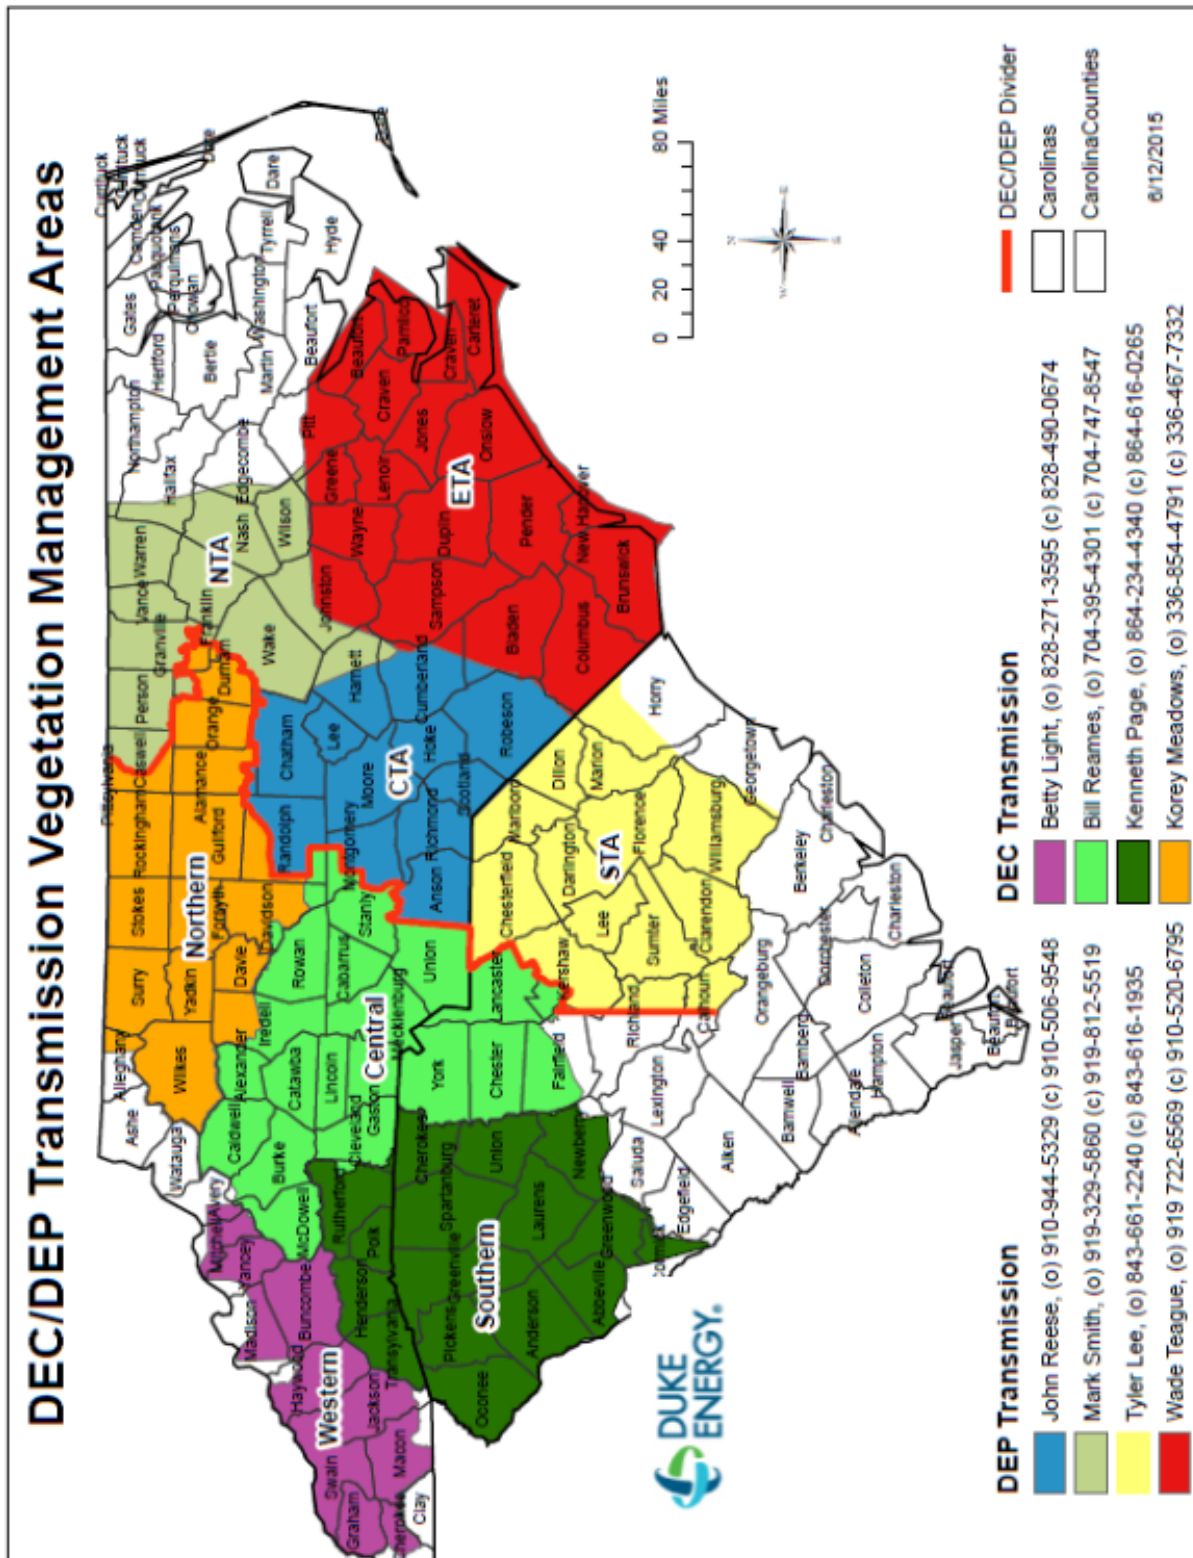 DEC/DEP Transmission Vegetation Management Areas
Alleghany
Surry
Stokes
Rockingham
Caswell
Person
Granville
Vance
Warren
Northampton
Gates
Camden
Currituck
Ashe
Watauga
Wilkes
Yadkin
Forsyth
Guilford
Alamance
Orange
Durham
Franklin
Halifax
Hertford
Pasquotank
Perquimans
Chowan
Northern
NTA
Mitchell
Avery
Caldwell
Alexander
Iredell
Davie
Davidson
Randolph
Chatham
Wake
Nash
Edgecombe
Bertie
Martin
Washington
Tyrrell
Dare
Dare
Madison
Yancey
McDowell
Burke
Catawba
Rowan
Wilson
Johnston
Pitt
Beaufort
Hyde
Haywood
Buncombe
Rutherford
Cleveland
Lincoln
Gaston
Central
Cabarrus
Stanly
Montgomery
Moore
Lee
Harnett
Wayne
Greene
Beaufort
Western
Swain
Graham
Cherokee
Clay
Macon
Jackson
Transylvania
Henderson
Polk
Mecklenburg
Union
Anson
Richmond
CTA
Hoke
Scotland
Cumberland
Robeson
Sampson
Duplin
Lenoir
Craven
Jones
Pamlico
Craven
Carteret
ETA
Onslow
Bladen
Pender
New Hanover
Columbus
Brunswick
Oconee
Pickens
Greenville
Spartanburg
Cherokee
York
Southern
Anderson
Laurens
Union
Chester
Lancaster
Chesterfield
Marlboro
Dillon
Marion
Horry
Abbeville
Greenwood
Newberry
Fairfield
Kershaw
Lee
Darlington
Florence
STA
Saluda
Edgefield
Lexington
Richland
Sumter
Calhoun
Clarendon
Williamsburg
Georgetown
Aiken
Orangeburg
Berkeley
Charleston
Barnwell
Bamberg
Dorchester
Allendale
Hampton
Colleton
Charleston
Jasper
Beaufort
DUKE
ENERGY®
0 20 40 80 Miles
N
W
E
S
DEP Transmission
John Reese, (o) 910-944-5329 (c) 910-506-9548
Mark Smith, (o) 919-329-5860 (c) 919-812-5519
Tyler Lee, (o) 843-661-2240 (c) 843-616-1935
Wade Teague, (o) 919 722-6569 (c) 910-520-6795
DEC Transmission
Betty Light, (o) 828-271-3595 (c) 828-490-0674
Bill Reames, (o) 704-395-4301 (c) 704-747-8547
Kenneth Page, (o) 864-234-4340 (c) 864-616-0265
Korey Meadows, (o) 336-854-4791 (c) 336-467-7332
DEC/DEP Divider
Carolinas
CarolinaCounties
6/12/2015